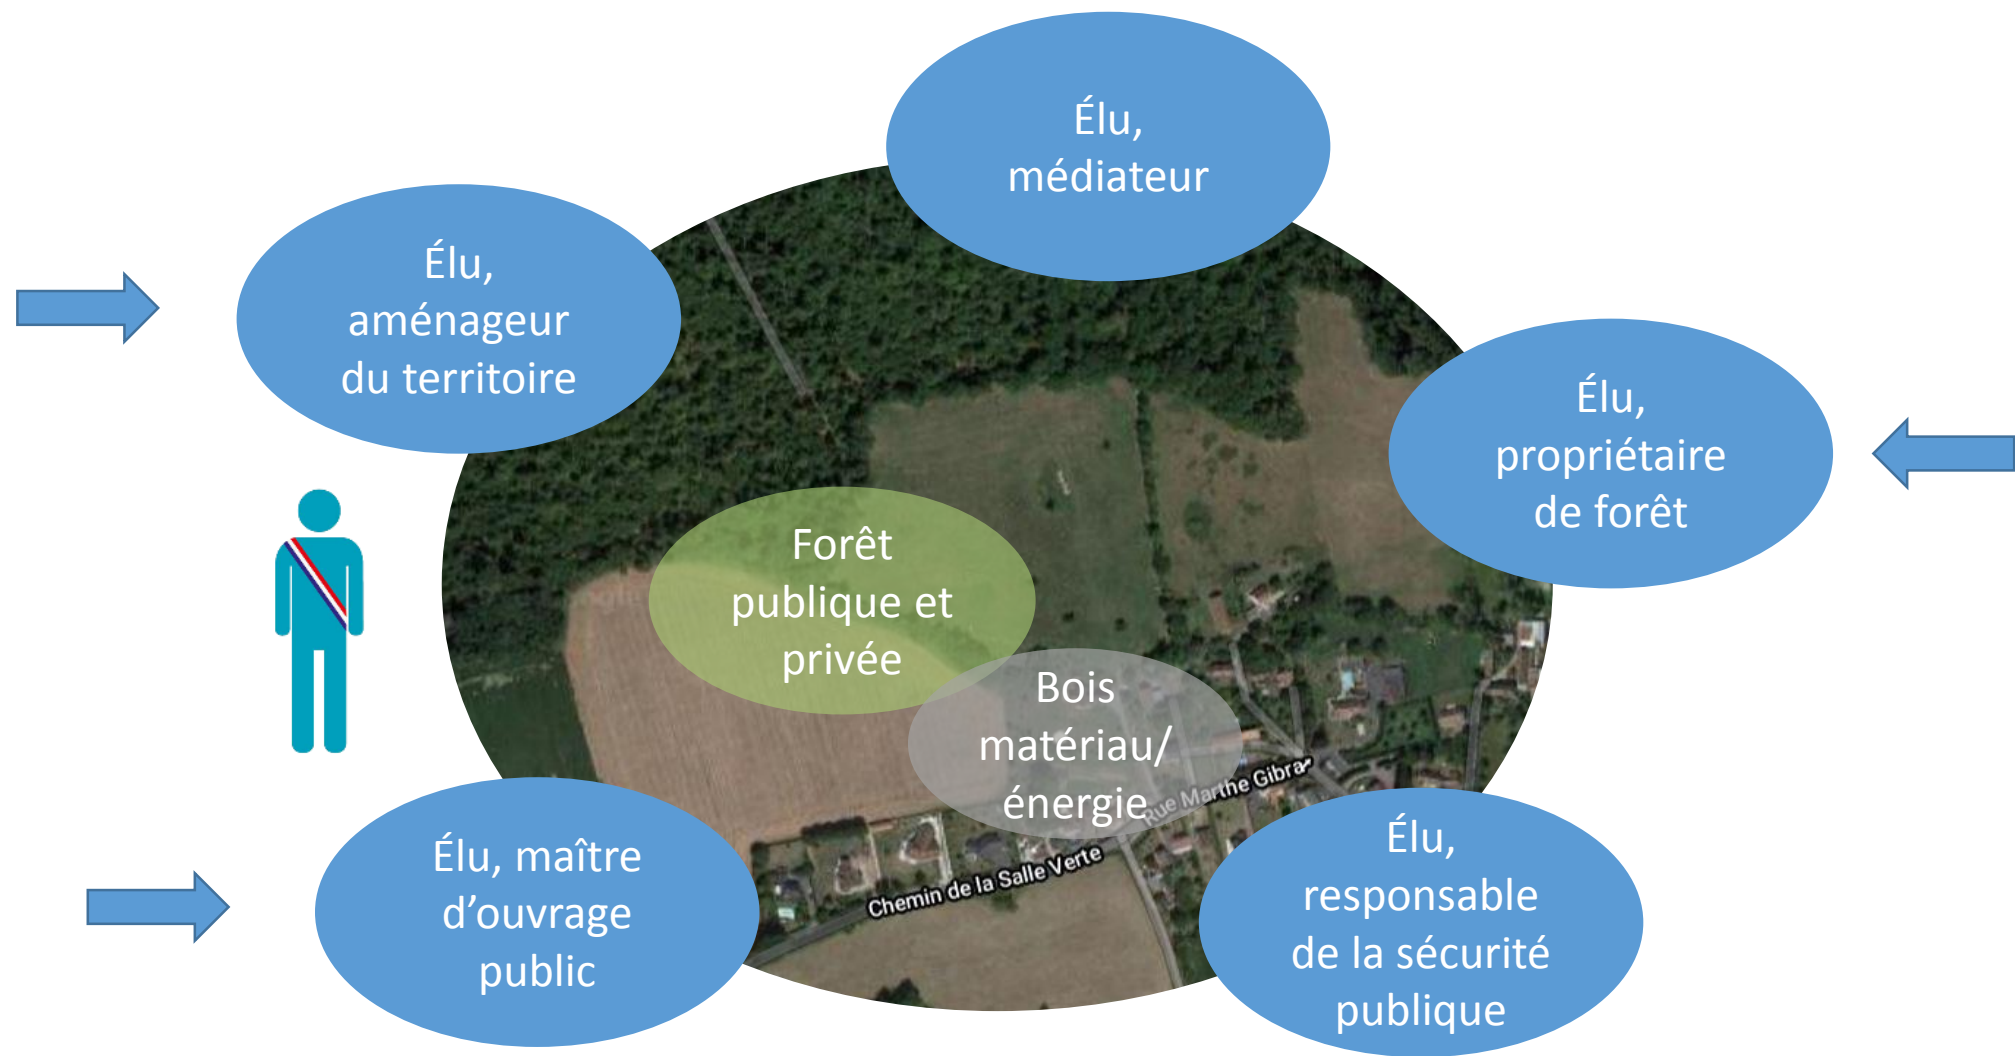 Élu,
médiateur
Élu,
aménageur
du territoire
Élu,
propriétaire
de forêt
Forêt
publique et
privée
Bois
matériau/
énergie
Rue Marthe Gibra
Chemin de la Salle Verte
Élu, maître
d’ouvrage
public
Élu,
responsable
de la sécurité
publique